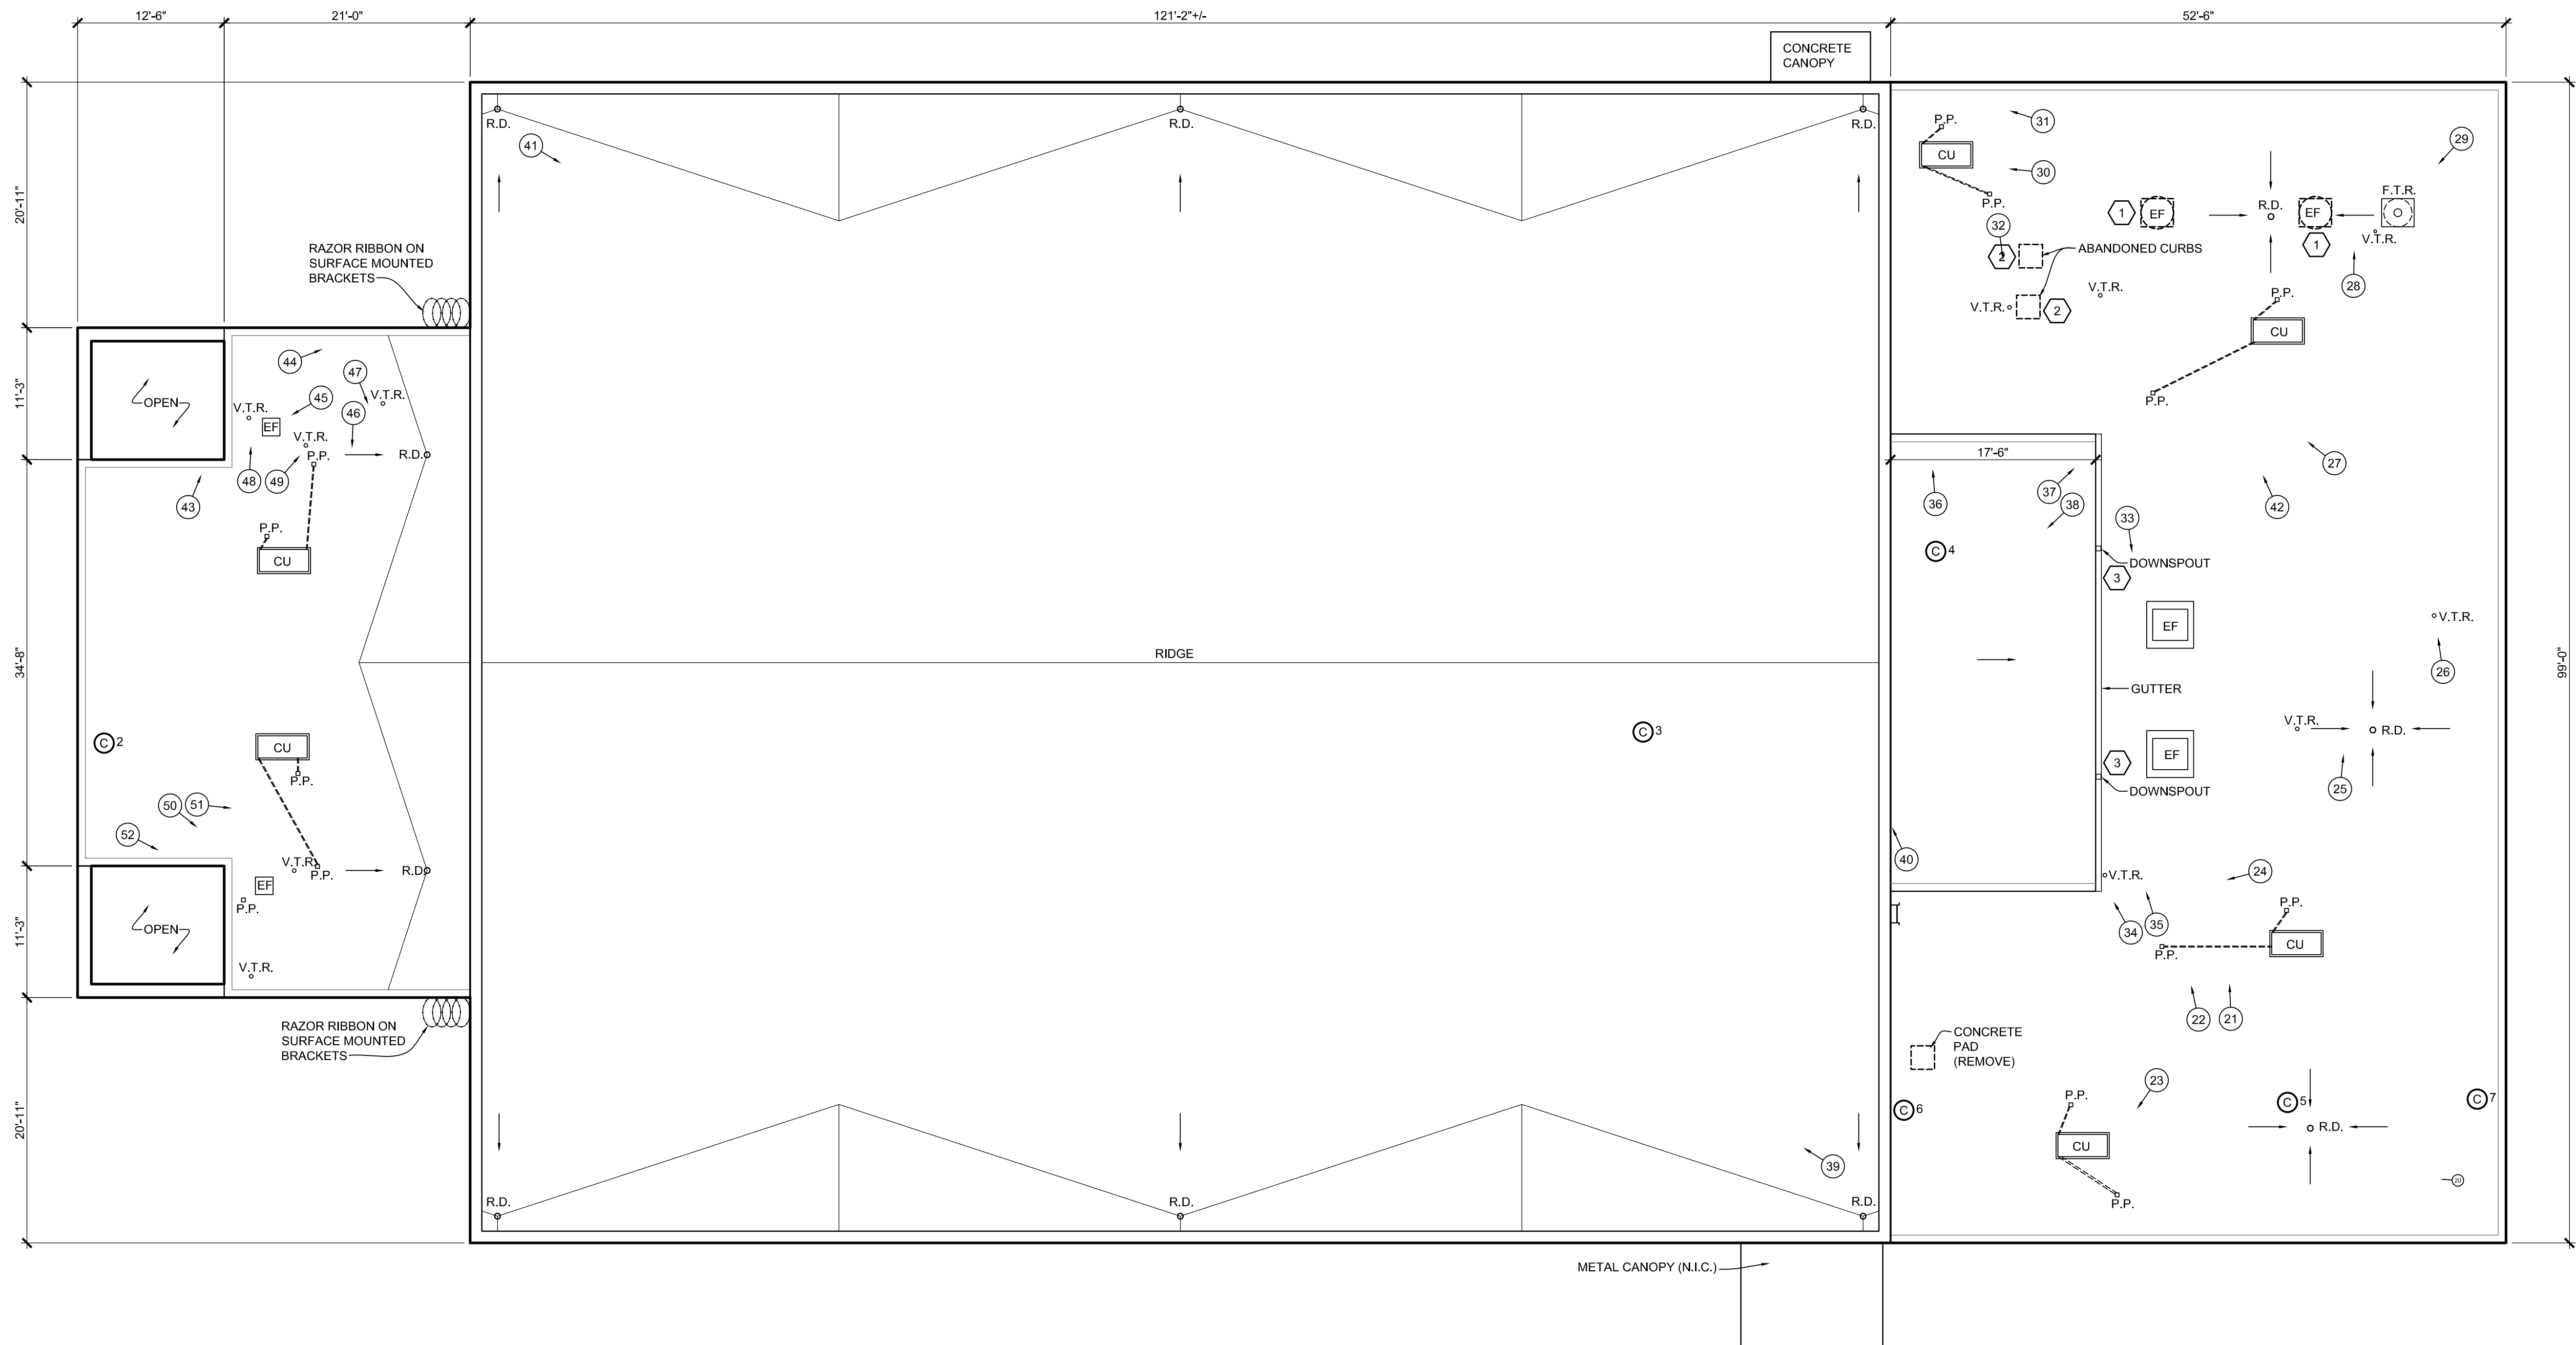 12'-6"
21'-0"
121'-2"+/-
52'-6"
CONCRETE
CANOPY
20'-11"
11'-3"
34'-8"
11'-3"
20'-11"
99'-0"
RAZOR RIBBON ON
SURFACE MOUNTED
BRACKETS
OPEN
44
47
45
V.T.R.
V.T.R.
46
EF
V.T.R.
P.P.
R.D.
48
49
43
P.P.
CU
C 2
CU
P.P.
50
51
52
V.T.R.
P.P.
R.D.
EF
P.P.
OPEN
V.T.R.
RAZOR RIBBON ON
SURFACE MOUNTED
BRACKETS
R.D.
R.D.
R.D.
41
RIDGE
C 3
39
R.D.
R.D.
R.D.
METAL CANOPY (N.I.C.)
P.P.
31
29
CU
30
P.P.
F.T.R.
R.D.
1
EF
EF
32
V.T.R.
1
2
ABANDONED CURBS
28
V.T.R.
P.P.
V.T.R.
2
CU
P.P.
17'-6"
27
37
36
38
42
33
C 4
DOWNSPOUT
3
EF
V.T.R.
26
GUTTER
V.T.R.
R.D.
EF
3
25
DOWNSPOUT
40
V.T.R.
24
P.P.
35
34
CU
P.P.
22
21
CONCRETE
PAD
(REMOVE)
23
P.P.
C 5
C 7
C 6
R.D.
CU
20
P.P.